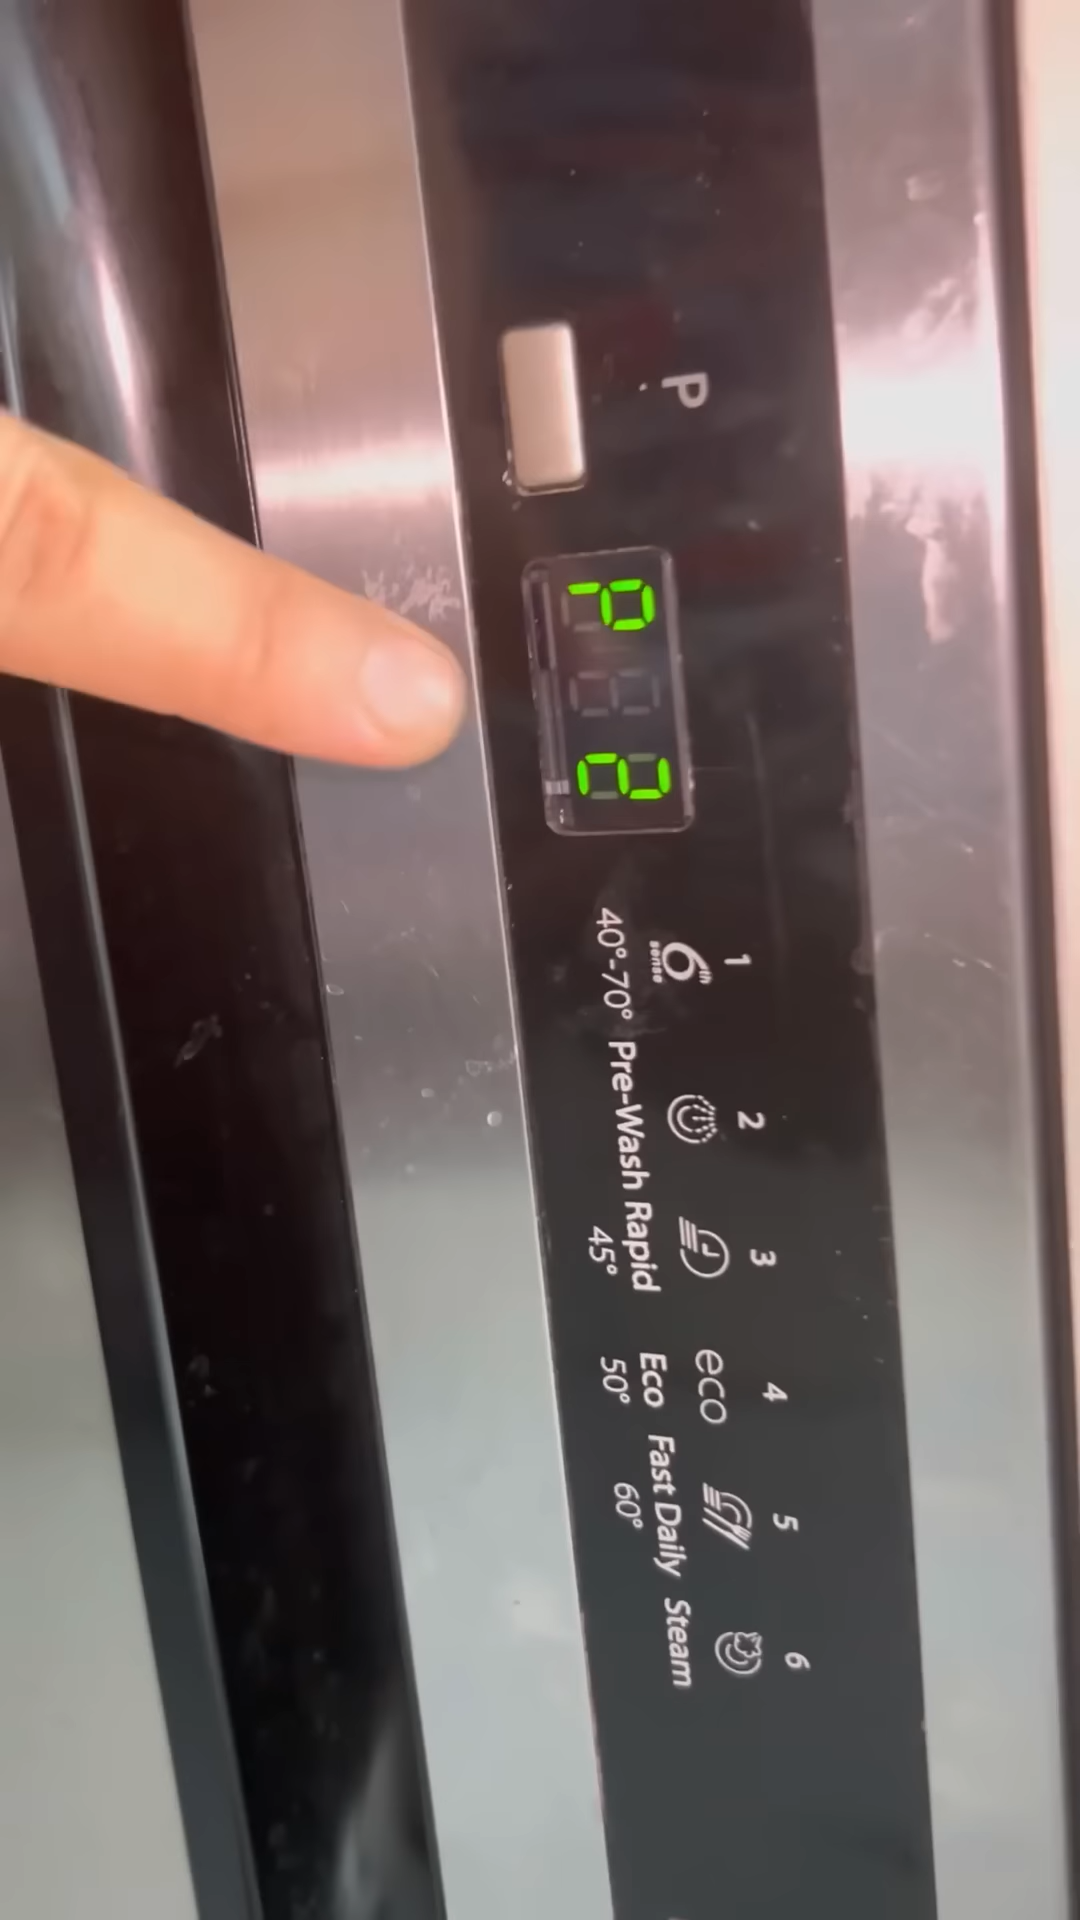 P
P 2
1 2 3 4 5 6
6th sense eco
40°-70° Pre-Wash Rapid Eco Fast Daily Steam
45° 50° 60°